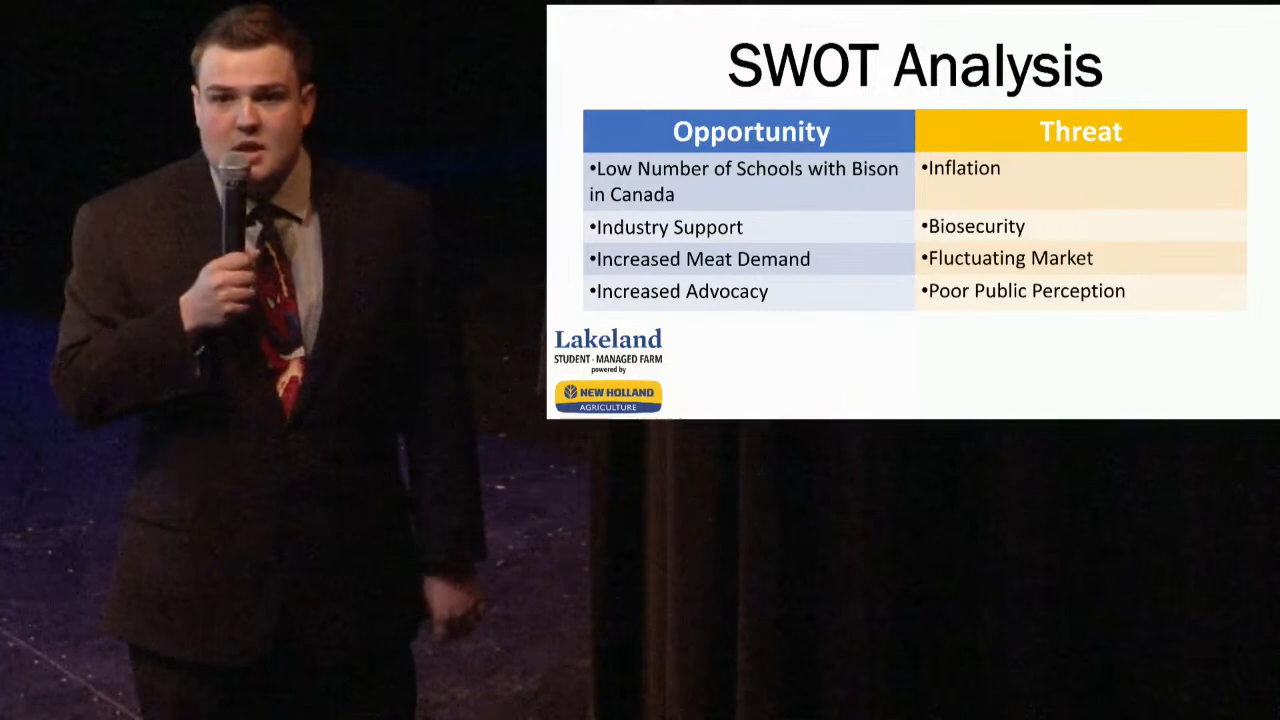 SWOT Analysis
Opportunity
Threat
•Low Number of Schools with Bison
in Canada
•Inflation
•Industry Support
•Biosecurity
•Increased Meat Demand
•Fluctuating Market
•Increased Advocacy
•Poor Public Perception
Lakeland
STUDENT - MANAGED FARM
powered by
NEW HOLLAND
AGRICULTURE